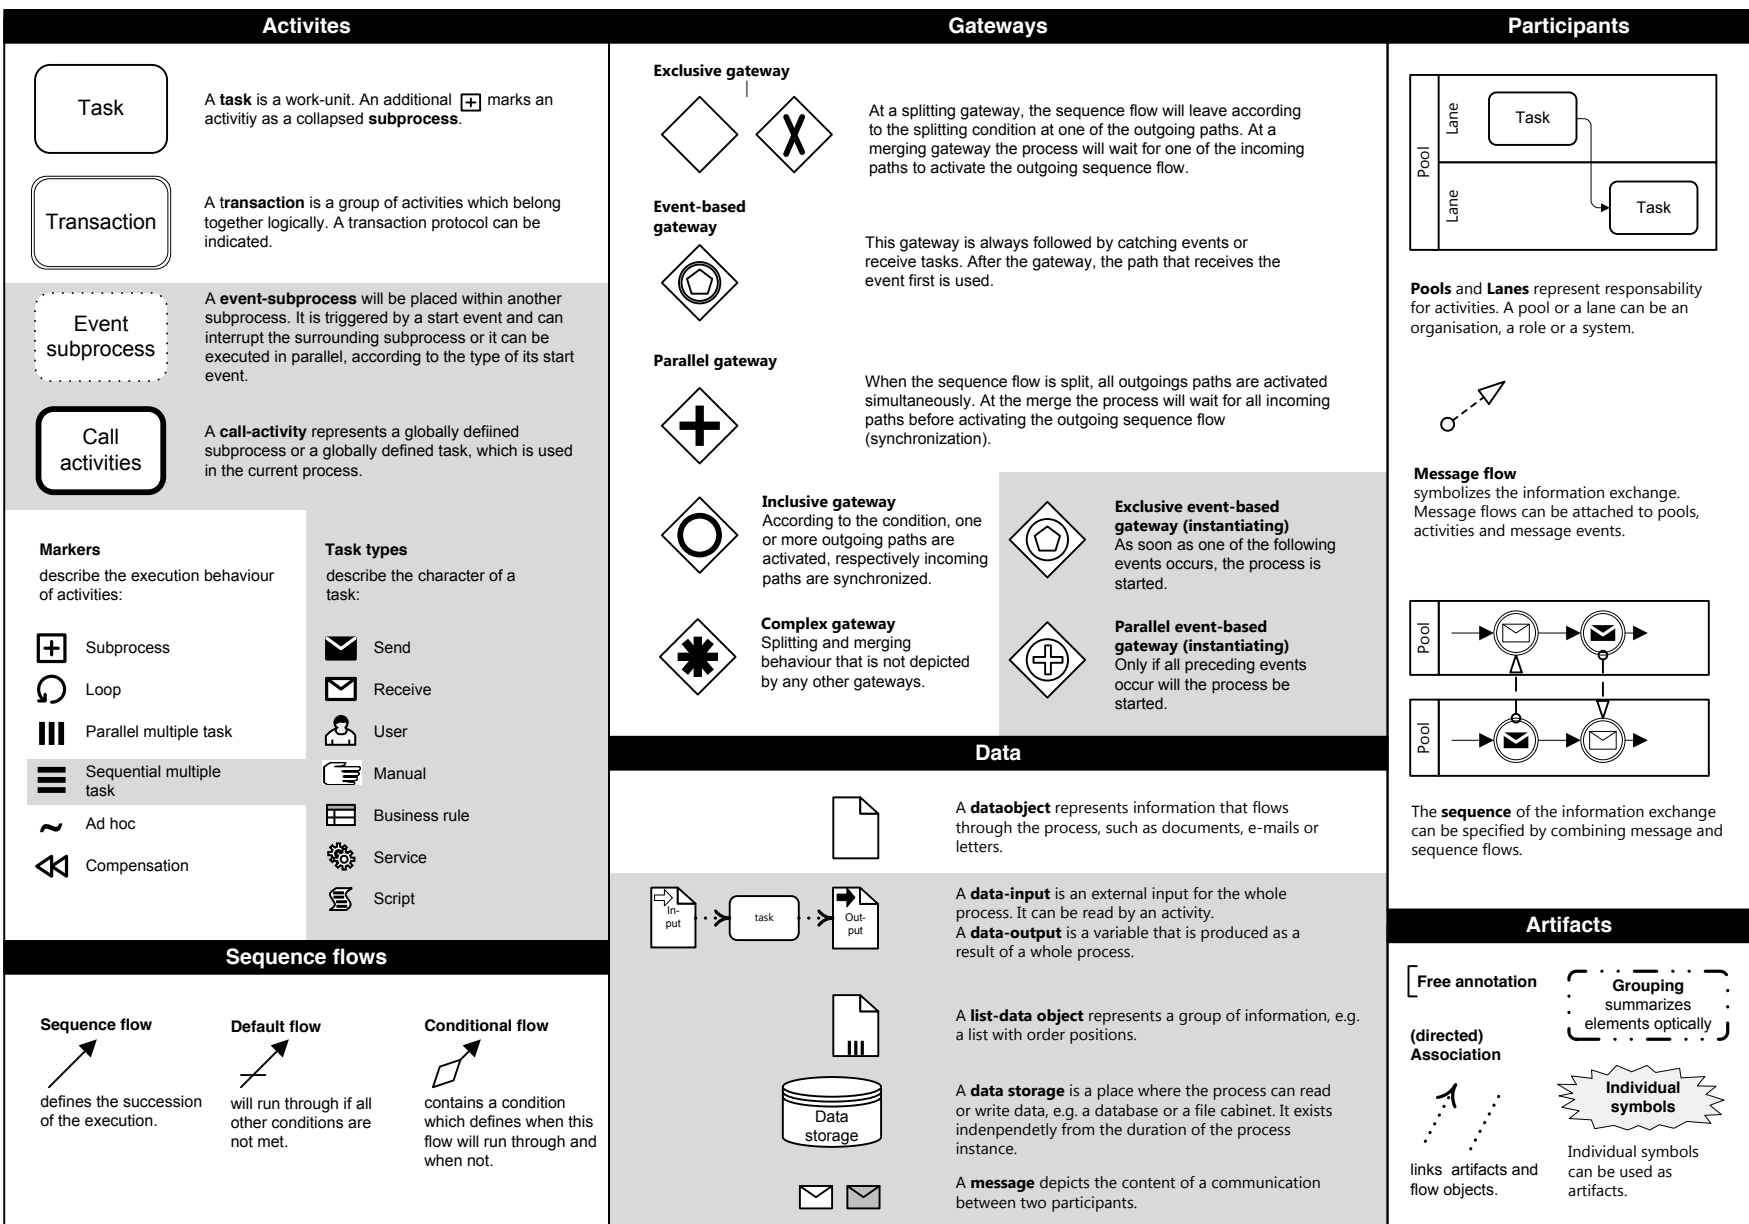 Activites
Task
A task is a work-unit. An additional marks an
activitiy as a collapsed subprocess.
Transaction
A transaction is a group of activities which belong
together logically. A transaction protocol can be
indicated.
Event
subprocess
A event-subprocess will be placed within another
subprocess. It is triggered by a start event and can
interrupt the surrounding subprocess or it can be
executed in parallel, according to the type of its start
event.
Call
activities
A call-activity represents a globally defiined
subprocess or a globally defined task, which is used
in the current process.
Markers
describe the execution behaviour
of activities:
Subprocess
Loop
Parallel multiple task
Sequential multiple
task
Ad hoc
Compensation
Task types
describe the character of a
task:
Send
Receive
User
Manual
Business rule
Service
Script
Sequence flows
Sequence flow
defines the succession
of the execution.
Default flow
will run through if all
other conditions are
not met.
Conditional flow
contains a condition
which defines when this
flow will run through and
when not.
Gateways
Exclusive gateway
X
At a splitting gateway, the sequence flow will leave according
to the splitting condition at one of the outgoing paths. At a
merging gateway the process will wait for one of the incoming
paths to activate the outgoing sequence flow.
Event-based
gateway
This gateway is always followed by catching events or
receive tasks. After the gateway, the path that receives the
event first is used.
Parallel gateway
When the sequence flow is split, all outgoings paths are activated
simultaneously. At the merge the process will wait for all incoming
paths before activating the outgoing sequence flow
(synchronization).
Inclusive gateway
According to the condition, one
or more outgoing paths are
activated, respectively incoming
paths are synchronized.
Exclusive event-based
gateway (instantiating)
As soon as one of the following
events occurs, the process is
started.
Complex gateway
Splitting and merging
behaviour that is not depicted
by any other gateways.
Parallel event-based
gateway (instantiating)
Only if all preceding events
occur will the process be
started.
Data
A dataobject represents information that flows
through the process, such as documents, e-mails or
letters.
In-
put
task
Out-
put
A data-input is an external input for the whole
process. It can be read by an activity.
A data-output is a variable that is produced as a
result of a whole process.
A list-data object represents a group of information, e.g.
a list with order positions.
Data
storage
A data storage is a place where the process can read
or write data, e.g. a database or a file cabinet. It exists
indenpendetly from the duration of the process
instance.
A message depicts the content of a communication
between two participants.
Participants
Pool
Lane
Task
Lane
Task
Pools and Lanes represent responsability
for activities. A pool or a lane can be an
organisation, a role or a system.
Message flow
symbolizes the information exchange.
Message flows can be attached to pools,
activities and message events.
Pool
Pool
The sequence of the information exchange
can be specified by combining message and
sequence flows.
Artifacts
Free annotation
Grouping
summarizes
elements optically
(directed)
Association
links artifacts and
flow objects.
Individual
symbols
Individual symbols
can be used as
artifacts.